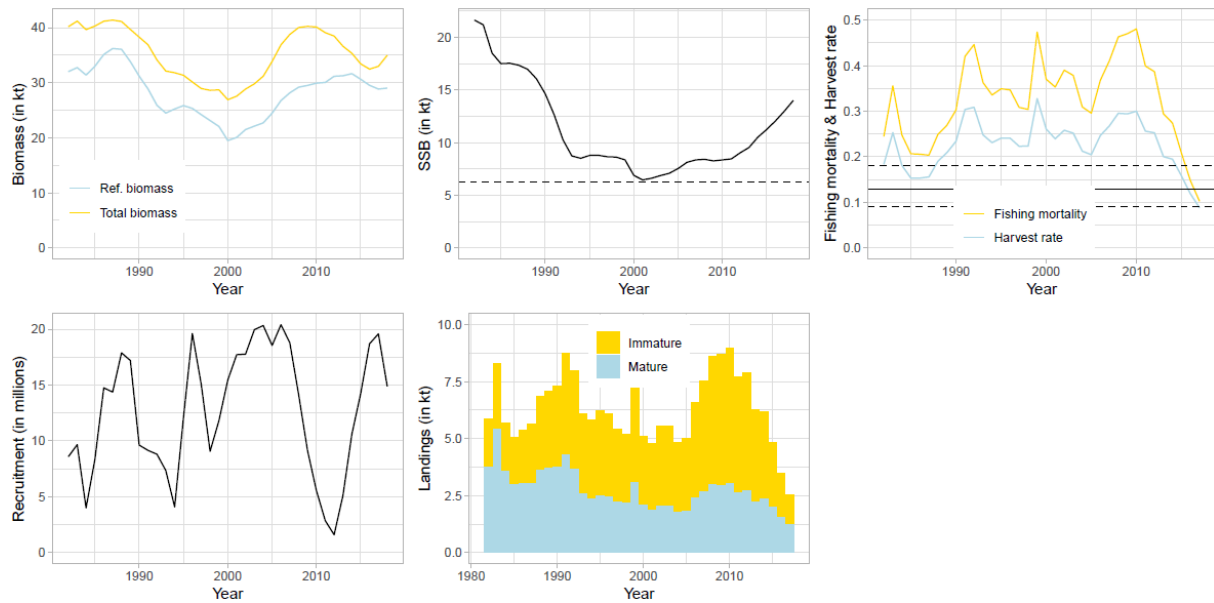 Biomass (in kt)
40
30
20
10
0
Ref. biomass
Total biomass
1990
2000
2010
Year
SSB (in kt)
20
15
10
5
0
1990
2000
2010
Year
Fishing mortality & Harvest rate
0.5
0.4
0.3
0.2
0.1
0.0
Fishing mortality
Harvest rate
1990
2000
2010
Year
Recruitment (in millions)
20
15
10
5
0
1990
2000
2010
Year
Landings (in kt)
10.0
7.5
5.0
2.5
0.0
Immature
Mature
1980
1990
2000
2010
Year